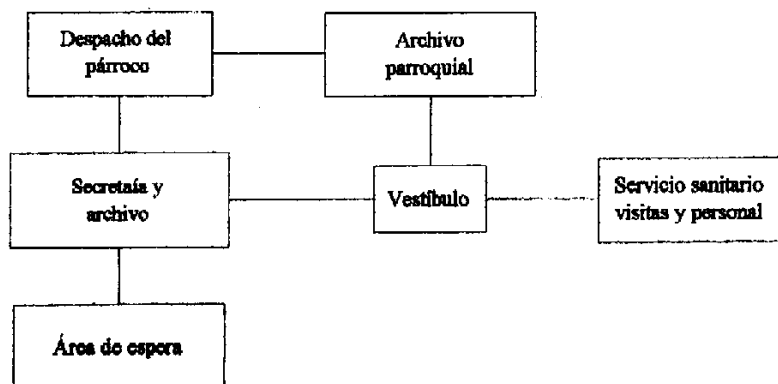 Despacho del
párroco
Archivo
parroquial
Secretaía y
archivo
Vestíbulo
Servicio sanitario
visitas y personal
Área de espera